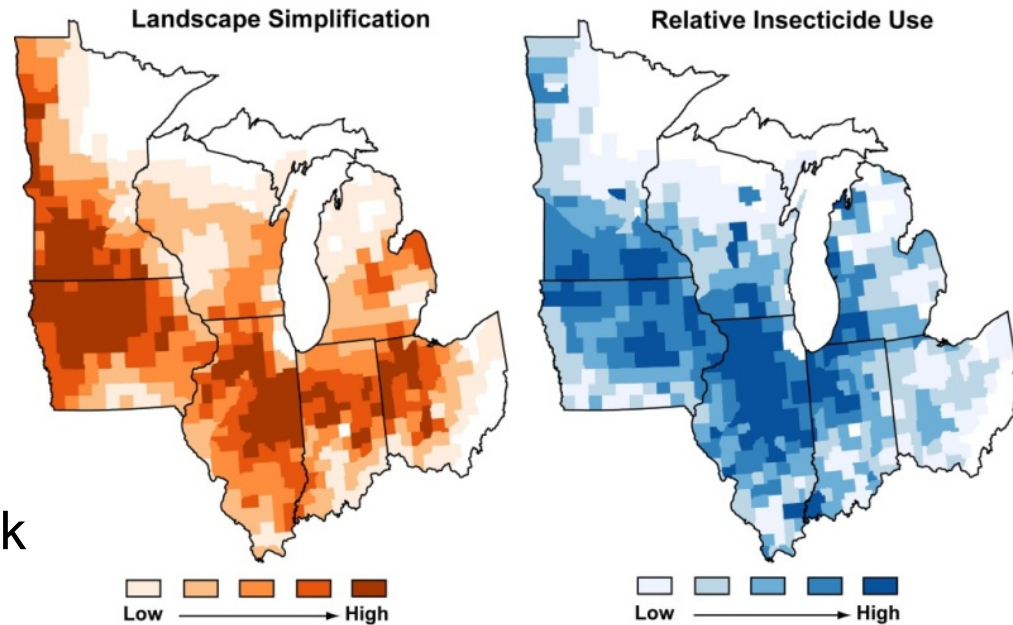 Landscape Simplification
Relative Insecticide Use
k
Low High
Low High